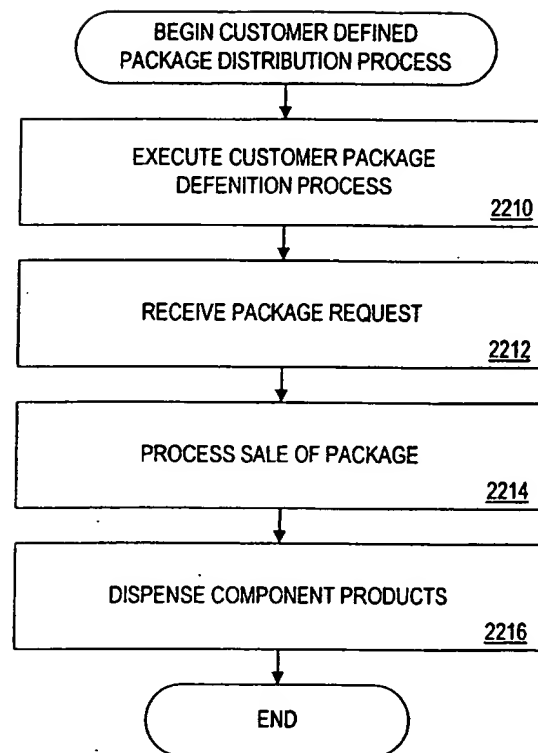 BEGIN CUSTOMER DEFINED
PACKAGE DISTRIBUTION PROCESS
EXECUTE CUSTOMER PACKAGE
DEFENITION PROCESS
2210
RECEIVE PACKAGE REQUEST
2212
PROCESS SALE OF PACKAGE
2214
DISPENSE COMPONENT PRODUCTS
2216
END